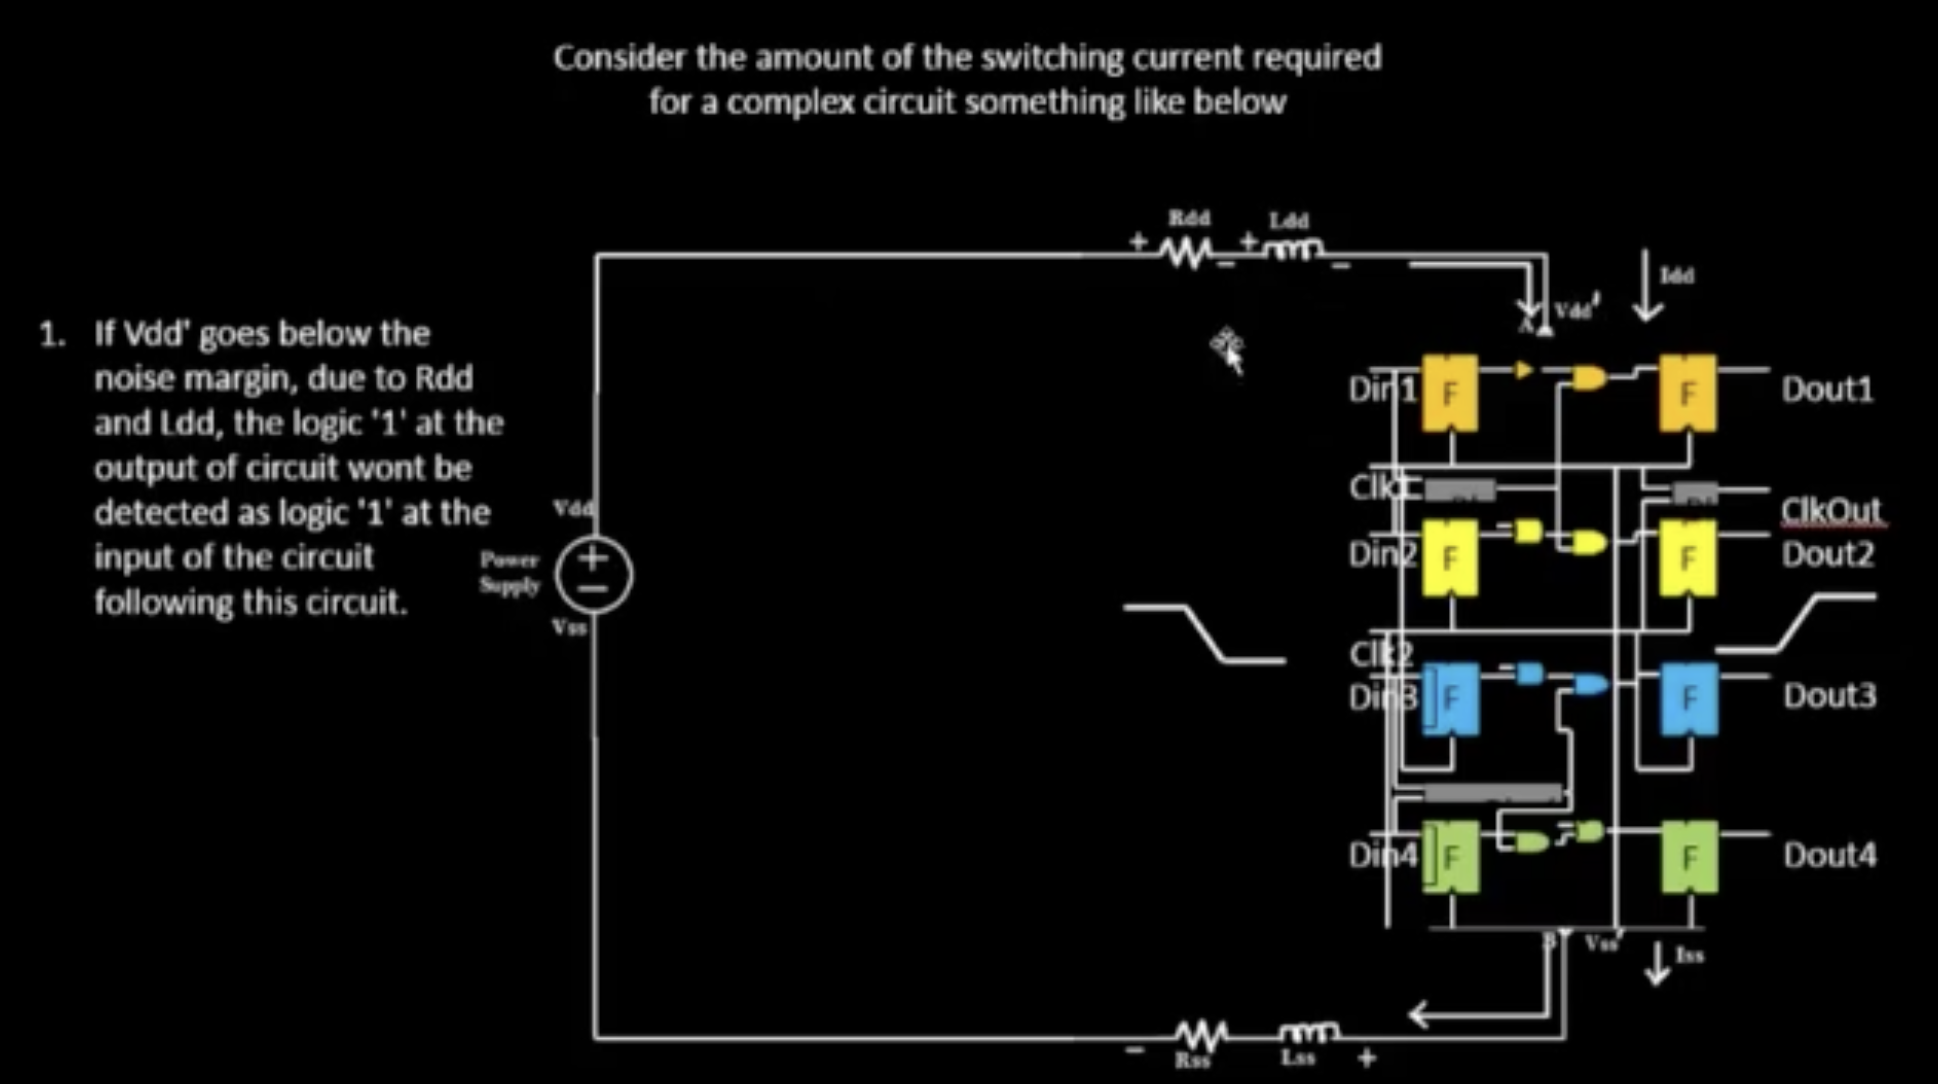 Consider the amount of the switching current required
for a complex circuit something like below
Rdd
Ldd
+
+
Idd
Vdd'
A
1. If Vdd' goes below the
noise margin, due to Rdd
and Ldd, the logic '1' at the
output of circuit wont be
detected as logic '1' at the
input of the circuit
following this circuit.
Vdd
Power
Supply
Vss
Din1
F
F
Dout1
Clk1
ClkOut
Din2
F
F
Dout2
Clk2
Din3
F
F
Dout3
Din4
F
F
Dout4
B
Vss'
Iss
Rss
Lss
+